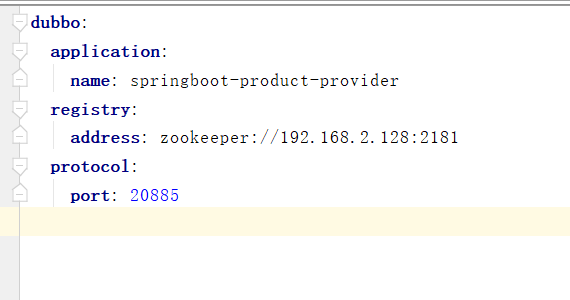 dubbo:
  application:
    name: springboot-product-provider
  registry:
    address: zookeeper://192.168.2.128:2181
  protocol:
    port: 20885